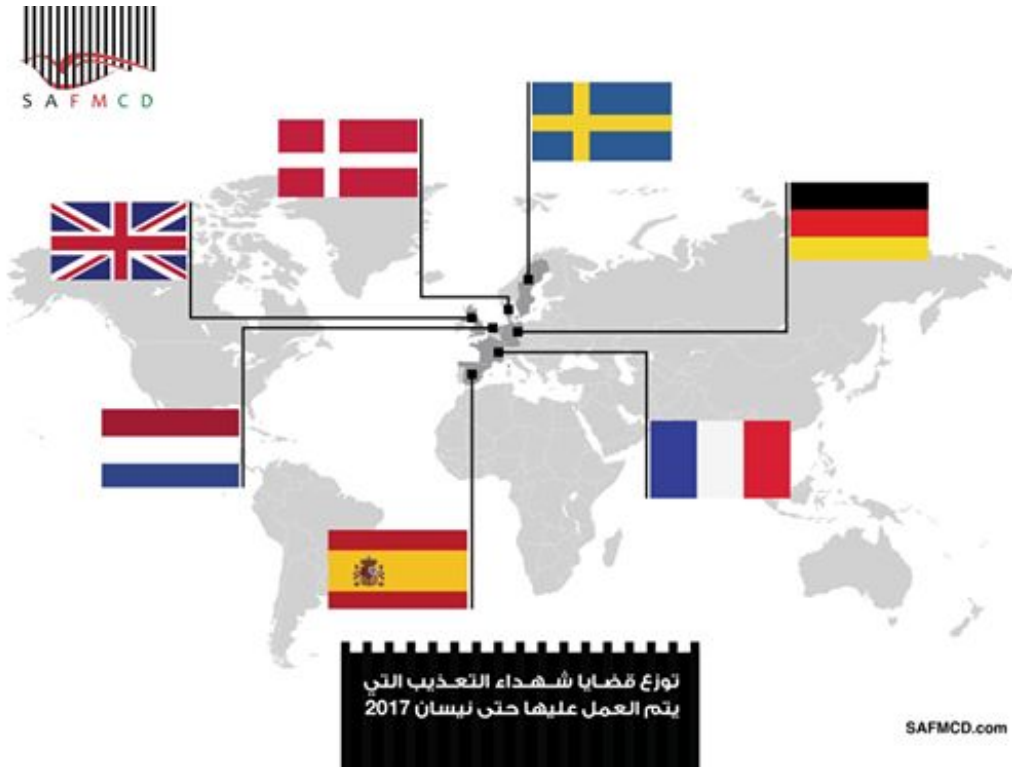 SAFMCD
توزع قضايا شهداء التعذيب التي
يتم العمل عليها حتى نيسان 2017
SAFMCD.com